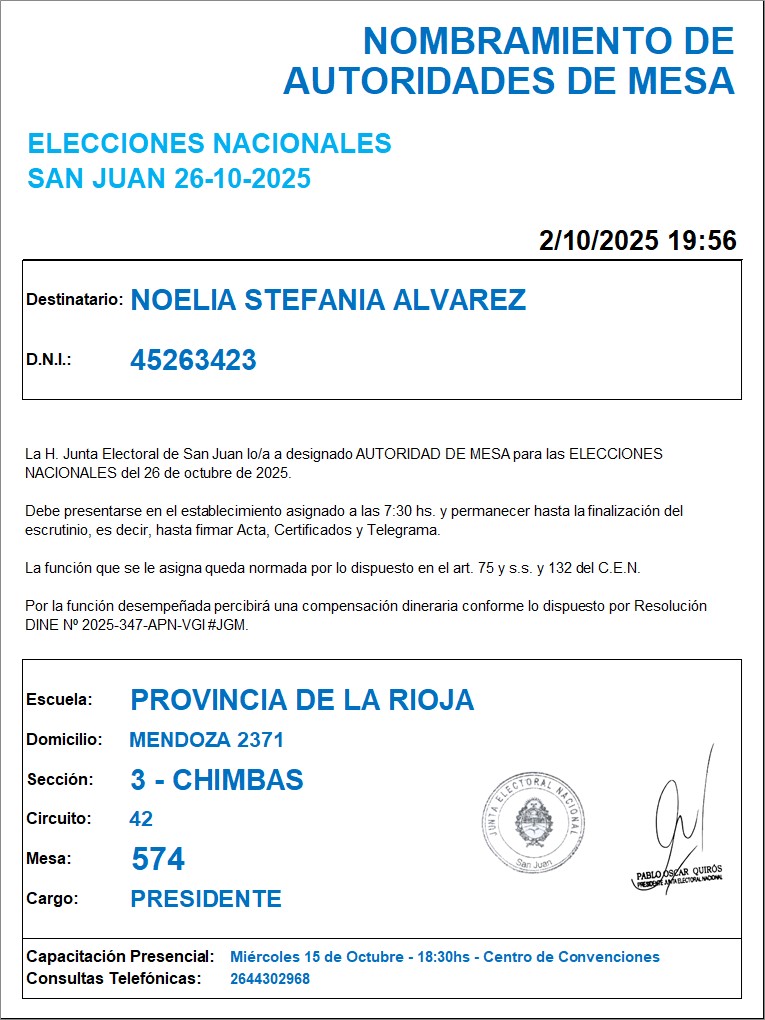 NOMBRAMIENTO DE
AUTORIDADES DE MESA
ELECCIONES NACIONALES
SAN JUAN 26-10-2025
2/10/2025 19:56
Destinatario: NOELIA STEFANIA ALVAREZ
D.N.I.: 45263423
La H. Junta Electoral de San Juan lo/a a designado AUTORIDAD DE MESA para las ELECCIONES
NACIONALES del 26 de octubre de 2025.
Debe presentarse en el establecimiento asignado a las 7:30 hs. y permanecer hasta la finalización del
escrutinio, es decir, hasta firmar Acta, Certificados y Telegrama.
La función que se le asigna queda normada por lo dispuesto en el art. 75 y s.s. y 132 del C.E.N.
Por la función desempeñada percibirá una compensación dineraria conforme lo dispuesto por Resolución
DINE Nº 2025-347-APN-VGI#JGM.
Escuela: PROVINCIA DE LA RIOJA
Domicilio: MENDOZA 2371
Sección: 3 - CHIMBAS
Circuito: 42
Mesa: 574
Cargo: PRESIDENTE
JUNTA ELECTORAL NACIONAL
San Juan
PABLO OSCAR QUIRÓS
PRESIDENTE JUNTA ELECTORAL NACIONAL
Capacitación Presencial: Miércoles 15 de Octubre - 18:30hs - Centro de Convenciones
Consultas Telefónicas: 2644302968